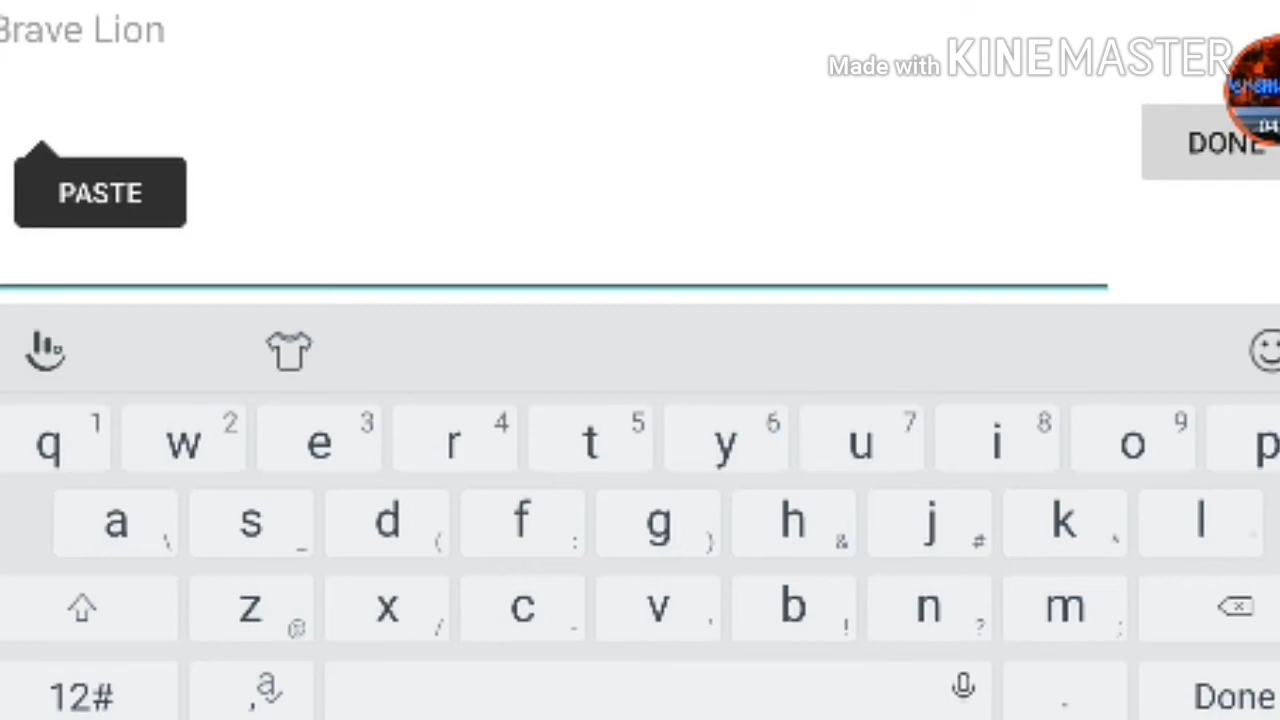 Brave Lion
Made with KINEMASTER
DONE
PASTE
q 1 w 2 e 3 r 4 t 5 y 6 u 7 i 8 o 9 p
a \ s _ d ( f : g ) h & j # k l
z @ x / c - v ' b ! n ? m ;
12# , a . Done